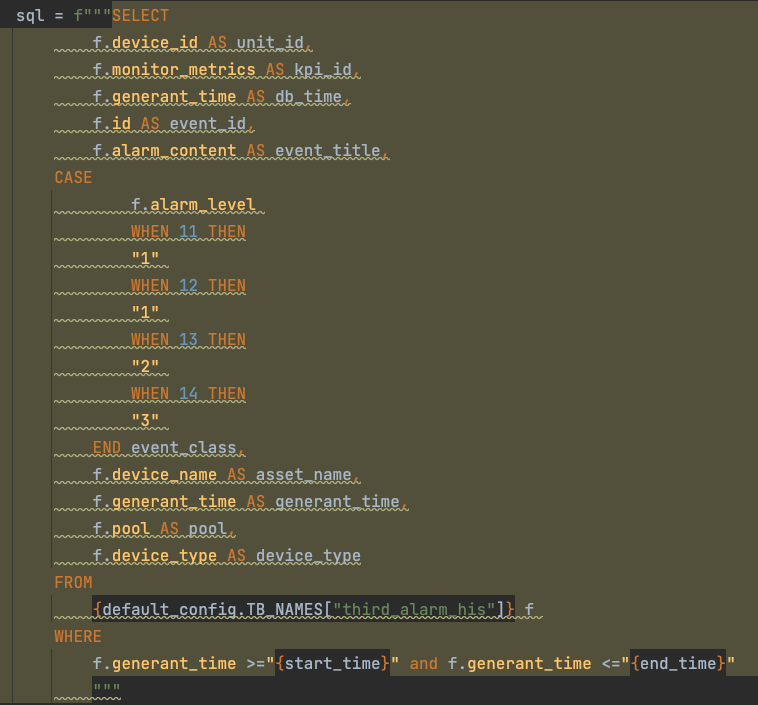 sql = f"""SELECT
f.device_id AS unit_id,
f.monitor_metrics AS kpi_id,
f.generant_time AS db_time,
f.id AS event_id,
f.alarm_content AS event_title,
CASE
f.alarm_level
WHEN 11 THEN
"1"
WHEN 12 THEN
"1"
WHEN 13 THEN
"2"
WHEN 14 THEN
"3"
END event_class,
f.device_name AS asset_name,
f.generant_time AS generant_time,
f.pool AS pool,
f.device_type AS device_type
FROM
{default_config.TB_NAMES["third_alarm_his"]} f
WHERE
f.generant_time >="{start_time}" and f.generant_time <="{end_time}"
"""